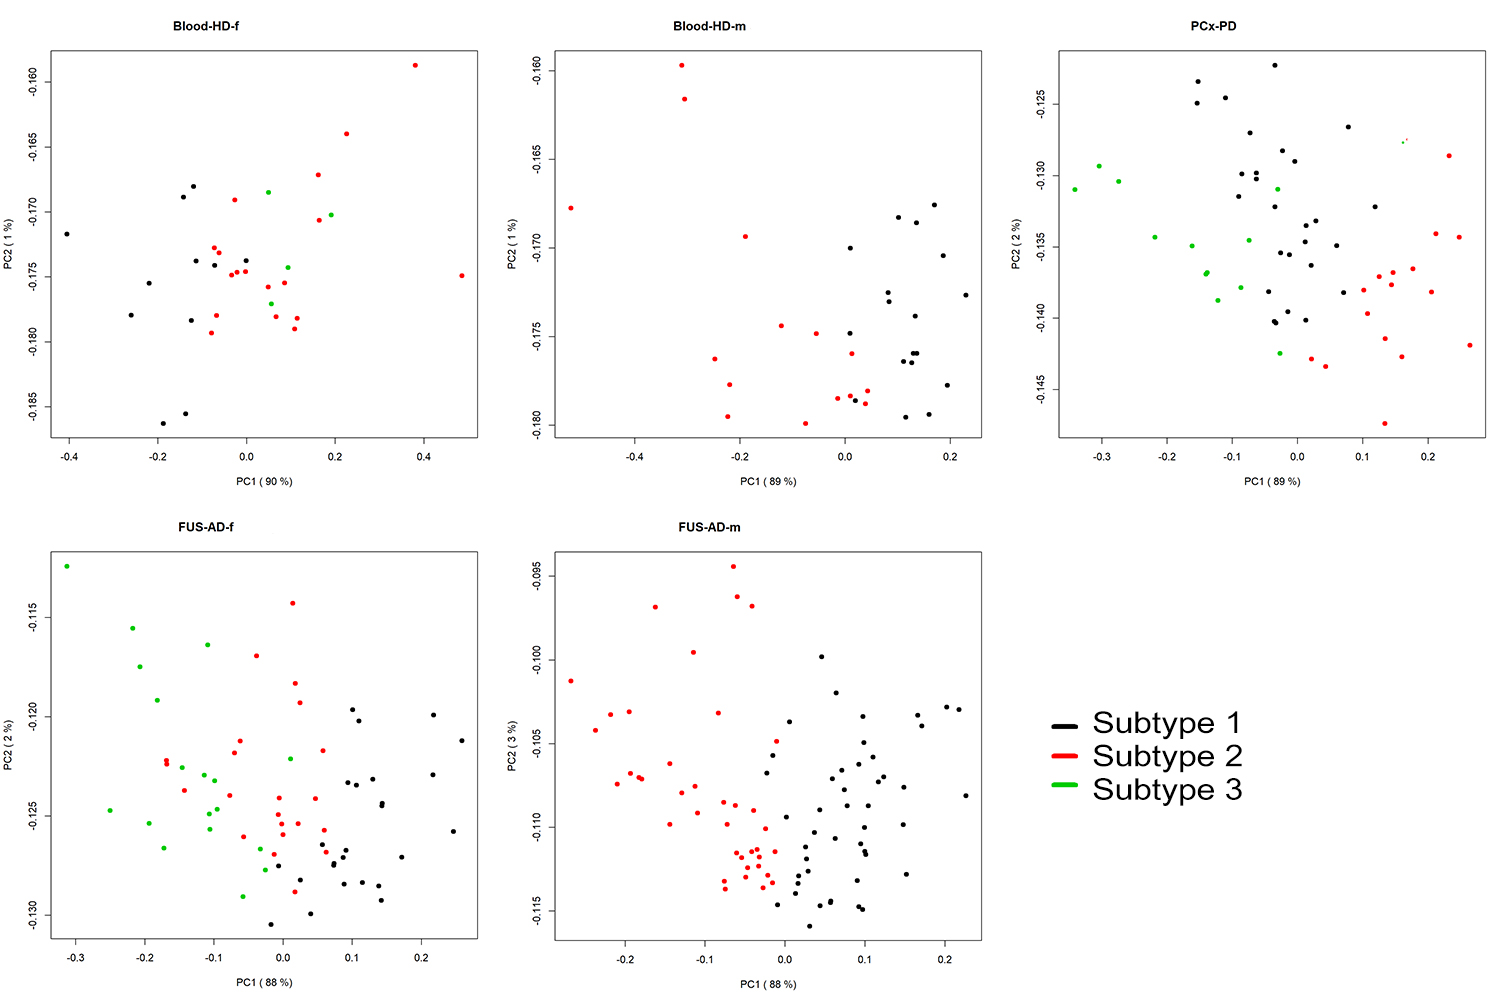 Blood-HD-f
-0.160
-0.165
-0.170
-0.175
-0.180
-0.185
PC2 ( 1 %)
-0.4 -0.2 0.0 0.2 0.4
PC1 ( 90 %)
Blood-HD-m
-0.160
-0.165
-0.170
-0.175
-0.180
PC2 ( 1 %)
-0.4 -0.2 0.0 0.2
PC1 ( 89 %)
PCx-PD
-0.125
-0.130
-0.135
-0.140
-0.145
PC2 ( 2 %)
-0.3 -0.2 -0.1 0.0 0.1 0.2
PC1 ( 89 %)
FUS-AD-f
-0.115
-0.120
-0.125
-0.130
PC2 ( 2 %)
-0.3 -0.2 -0.1 0.0 0.1 0.2
PC1 ( 88 %)
FUS-AD-m
-0.095
-0.100
-0.105
-0.110
-0.115
PC2 ( 3 %)
-0.2 -0.1 0.0 0.1 0.2
PC1 ( 88 %)
Subtype 1
Subtype 2
Subtype 3